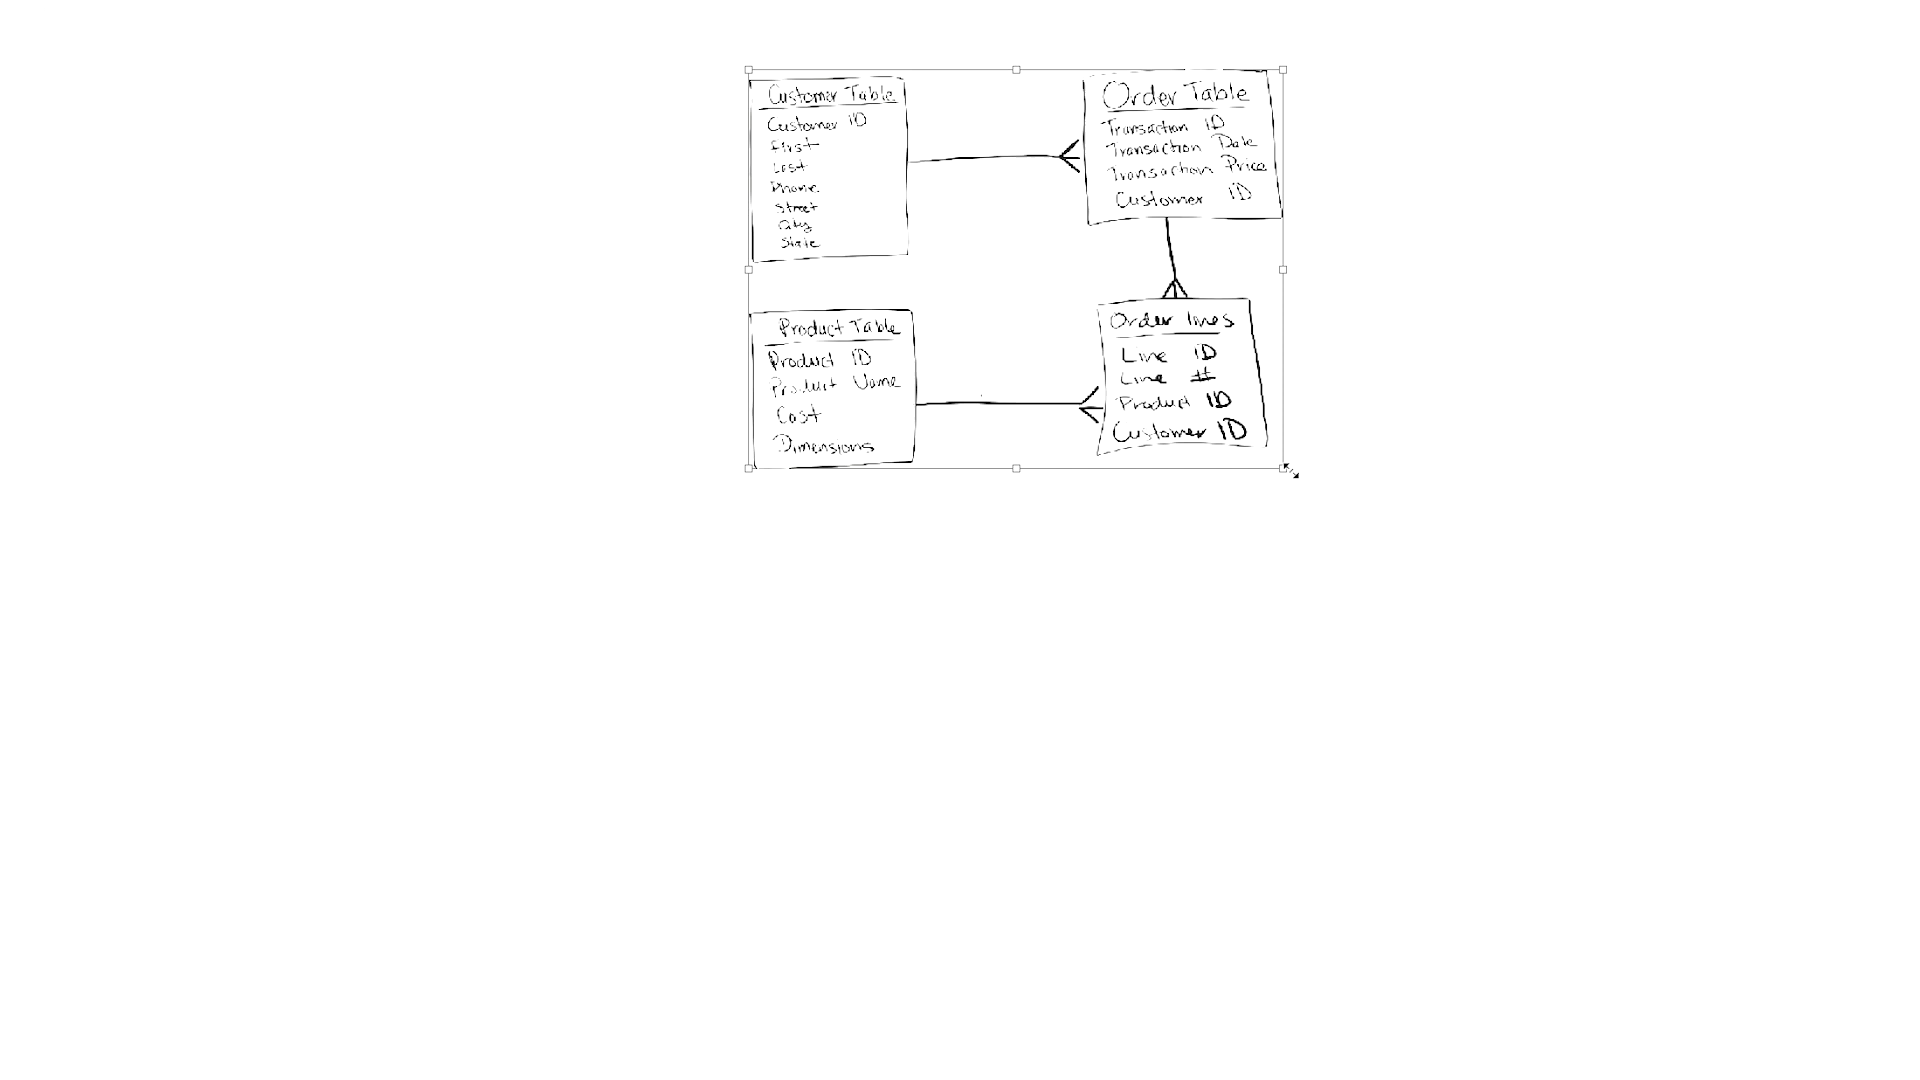 Customer Table
Customer ID
First
Last
Phone
Street
City
State
Order Table
Transaction ID
Transaction Date
Transaction Price
Customer ID
Product Table
Product ID
Product Name
Cost
Dimensions
Order lines
Line ID
Line #
Product ID
Customer ID